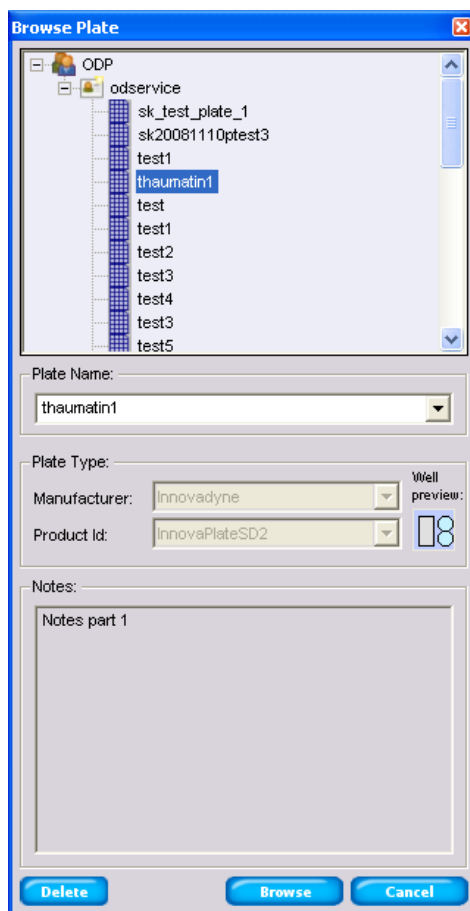 Browse Plate
ODP
odservice
sk_test_plate_1
sk20081110ptest3
test1
thaumatin1
test
test1
test2
test3
test4
test3
test5
Plate Name:
thaumatin1
Plate Type:
Well
Manufacturer: Innovadyne preview:
Product Id: InnovaPlateSD2
Notes:
Notes part 1
Delete Browse Cancel